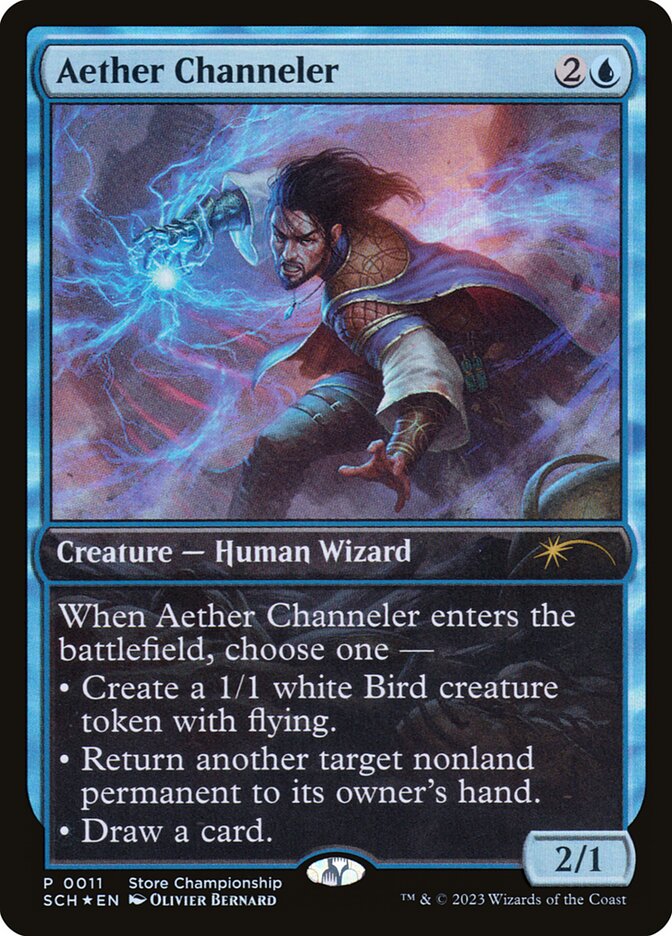 Aether Channeler 2
Creature — Human Wizard
When Aether Channeler enters the
battlefield, choose one —
• Create a 1/1 white Bird creature
token with flying.
• Return another target nonland
permanent to its owner's hand.
• Draw a card.
2/1
P 0011 Store Championship
SCH★EN Olivier Bernard
™ & © 2023 Wizards of the Coast